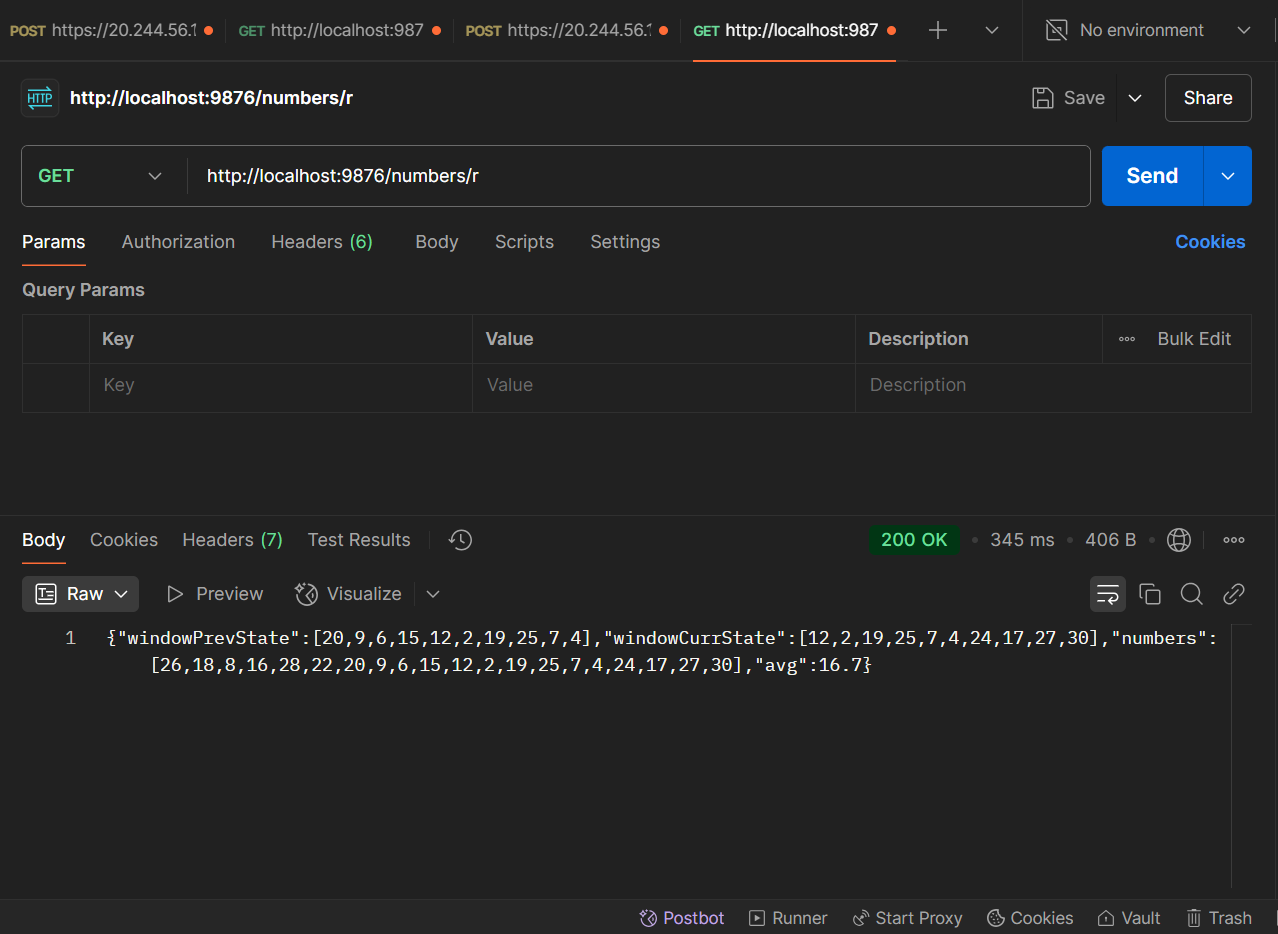 POST https://20.244.56.1 GET http://localhost:987 POST https://20.244.56.1 GET http://localhost:987 No environment
HTTP http://localhost:9876/numbers/r Save Share
GET http://localhost:9876/numbers/r Send
Params Authorization Headers (6) Body Scripts Settings Cookies
Query Params
Key Value Description Bulk Edit
Key Value Description
Body Cookies Headers (7) Test Results 200 OK 345 ms 406 B
Raw Preview Visualize
1 {"windowPrevState":[20,9,6,15,12,2,19,25,7,4],"windowCurrState":[12,2,19,25,7,4,24,17,27,30],"numbers":
[26,18,8,16,28,22,20,9,6,15,12,2,19,25,7,4,24,17,27,30],"avg":16.7}
Postbot Runner Start Proxy Cookies Vault Trash